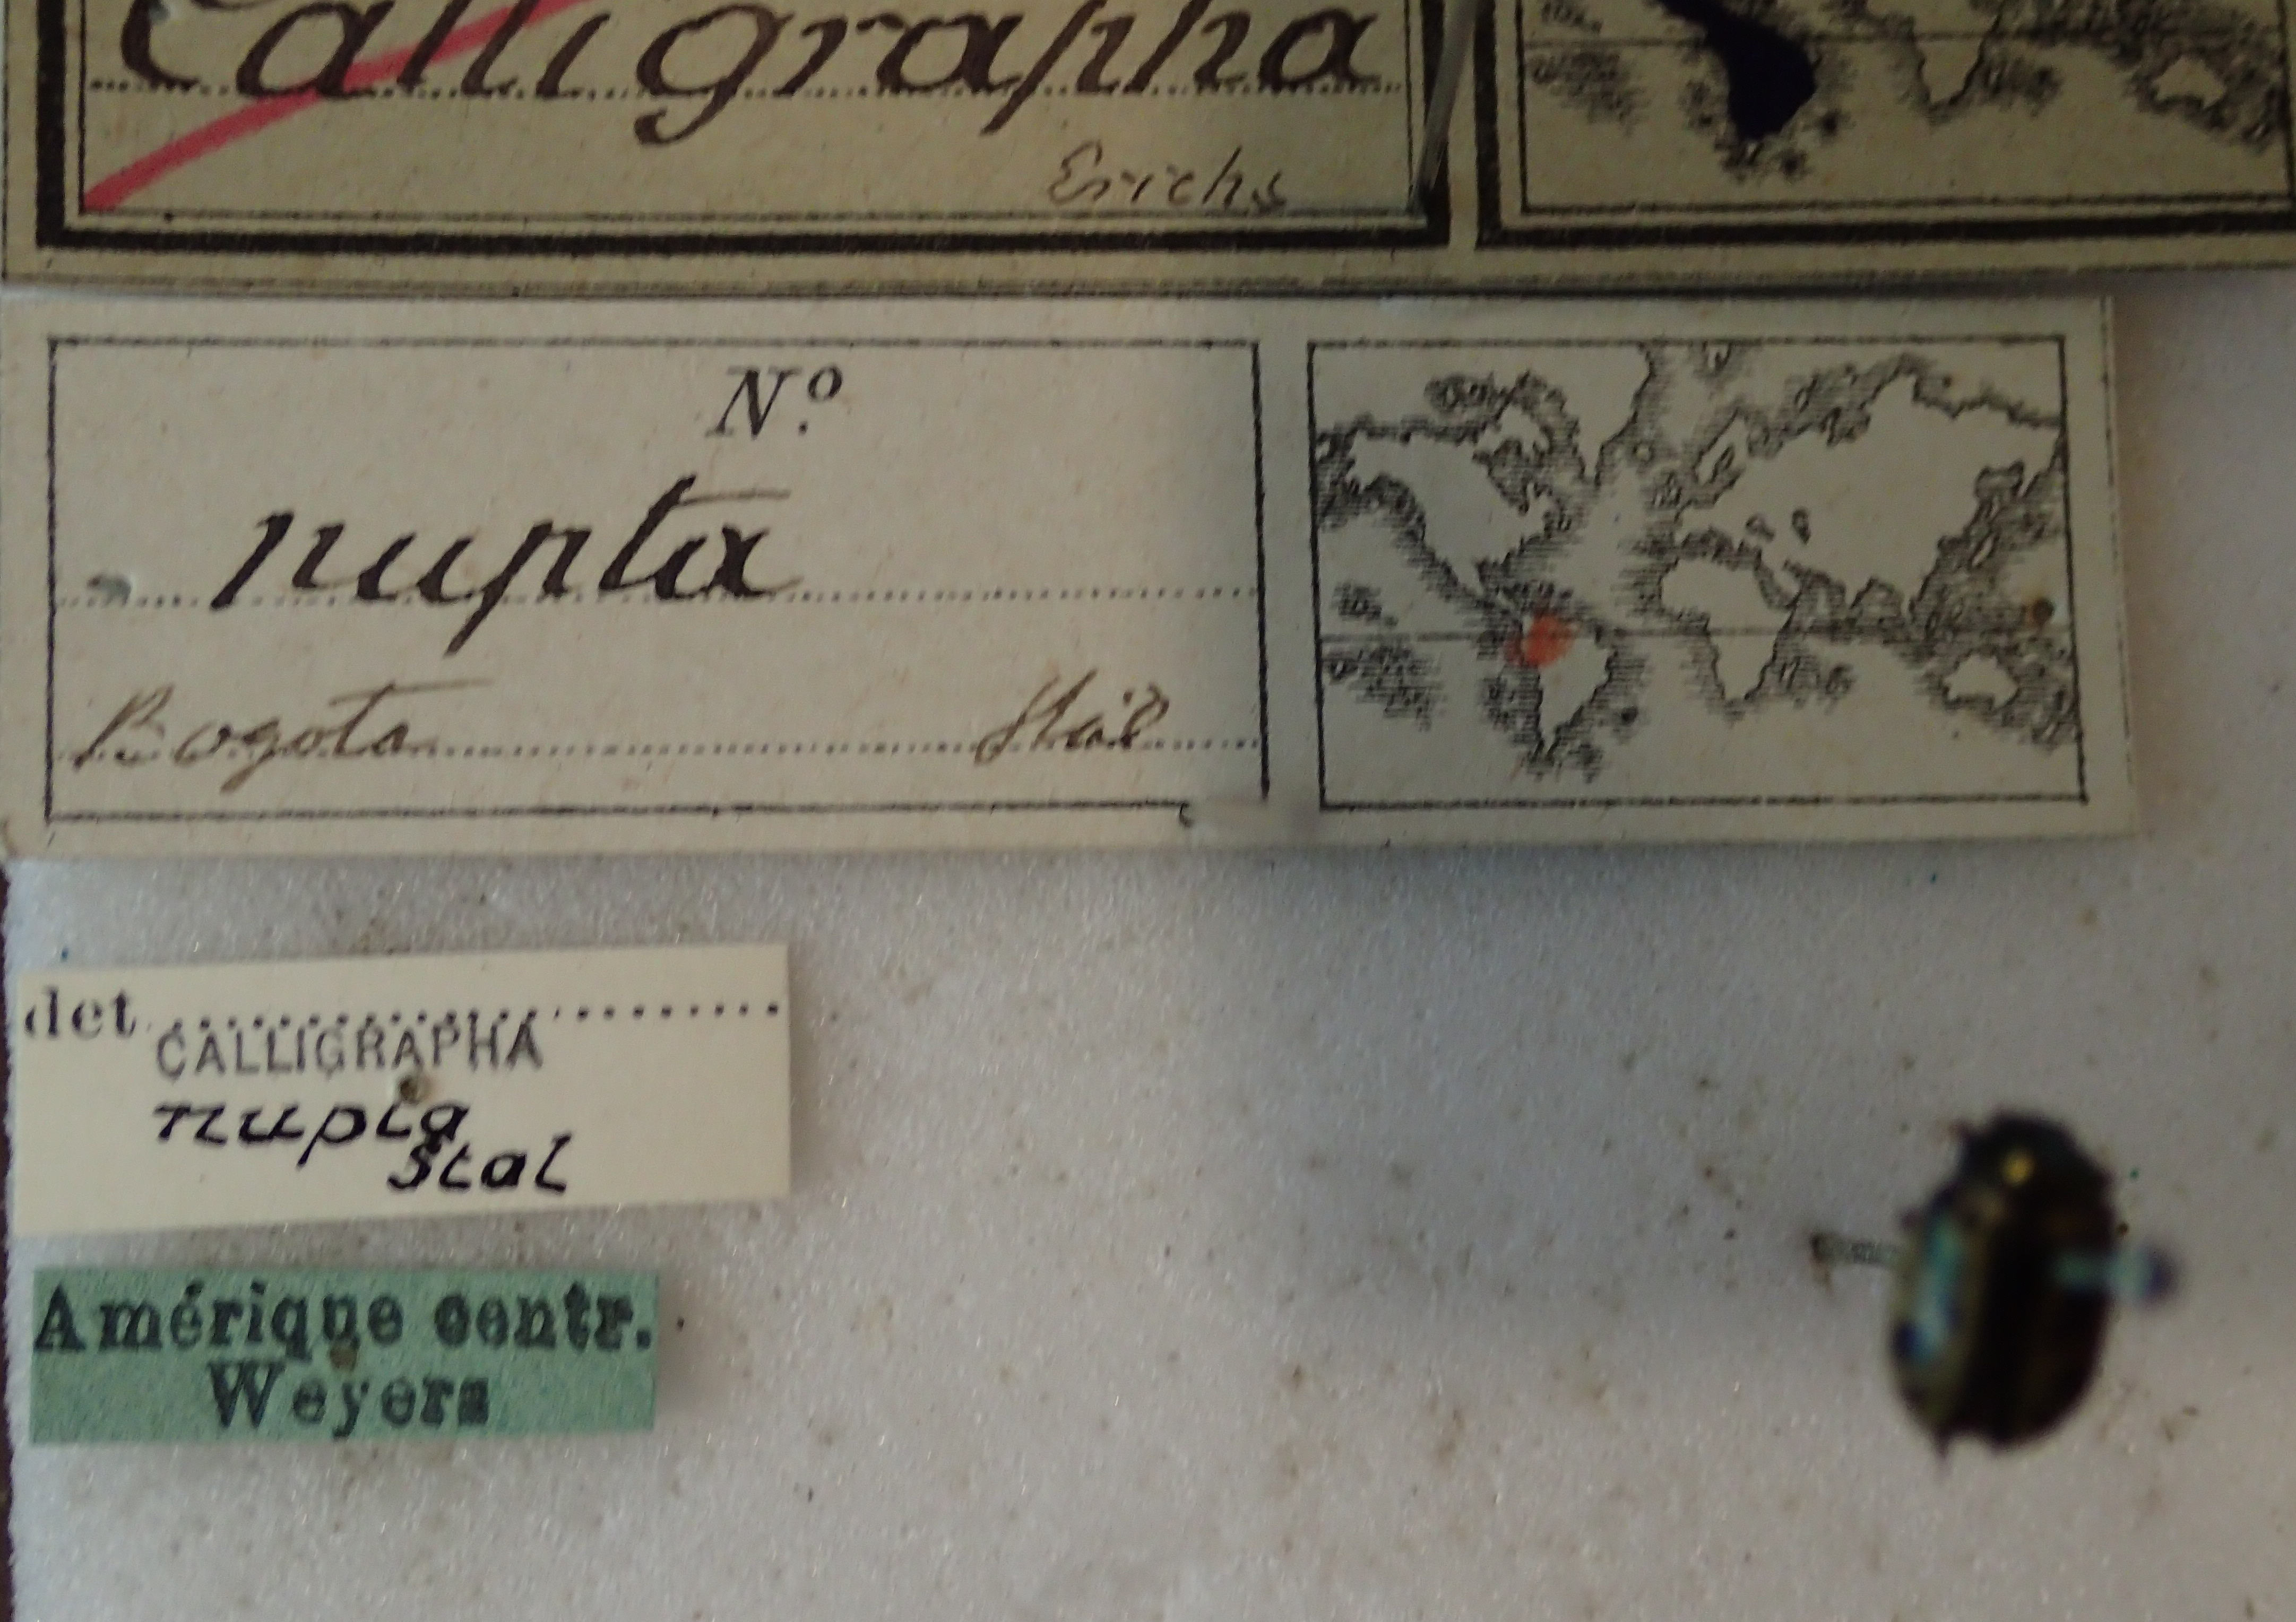 Calligrapha
Erichs
N.º
nupta
Bogota Stål
det
CALLIGRAPHA
nupta
Stal
Amérique centr.
Weyers